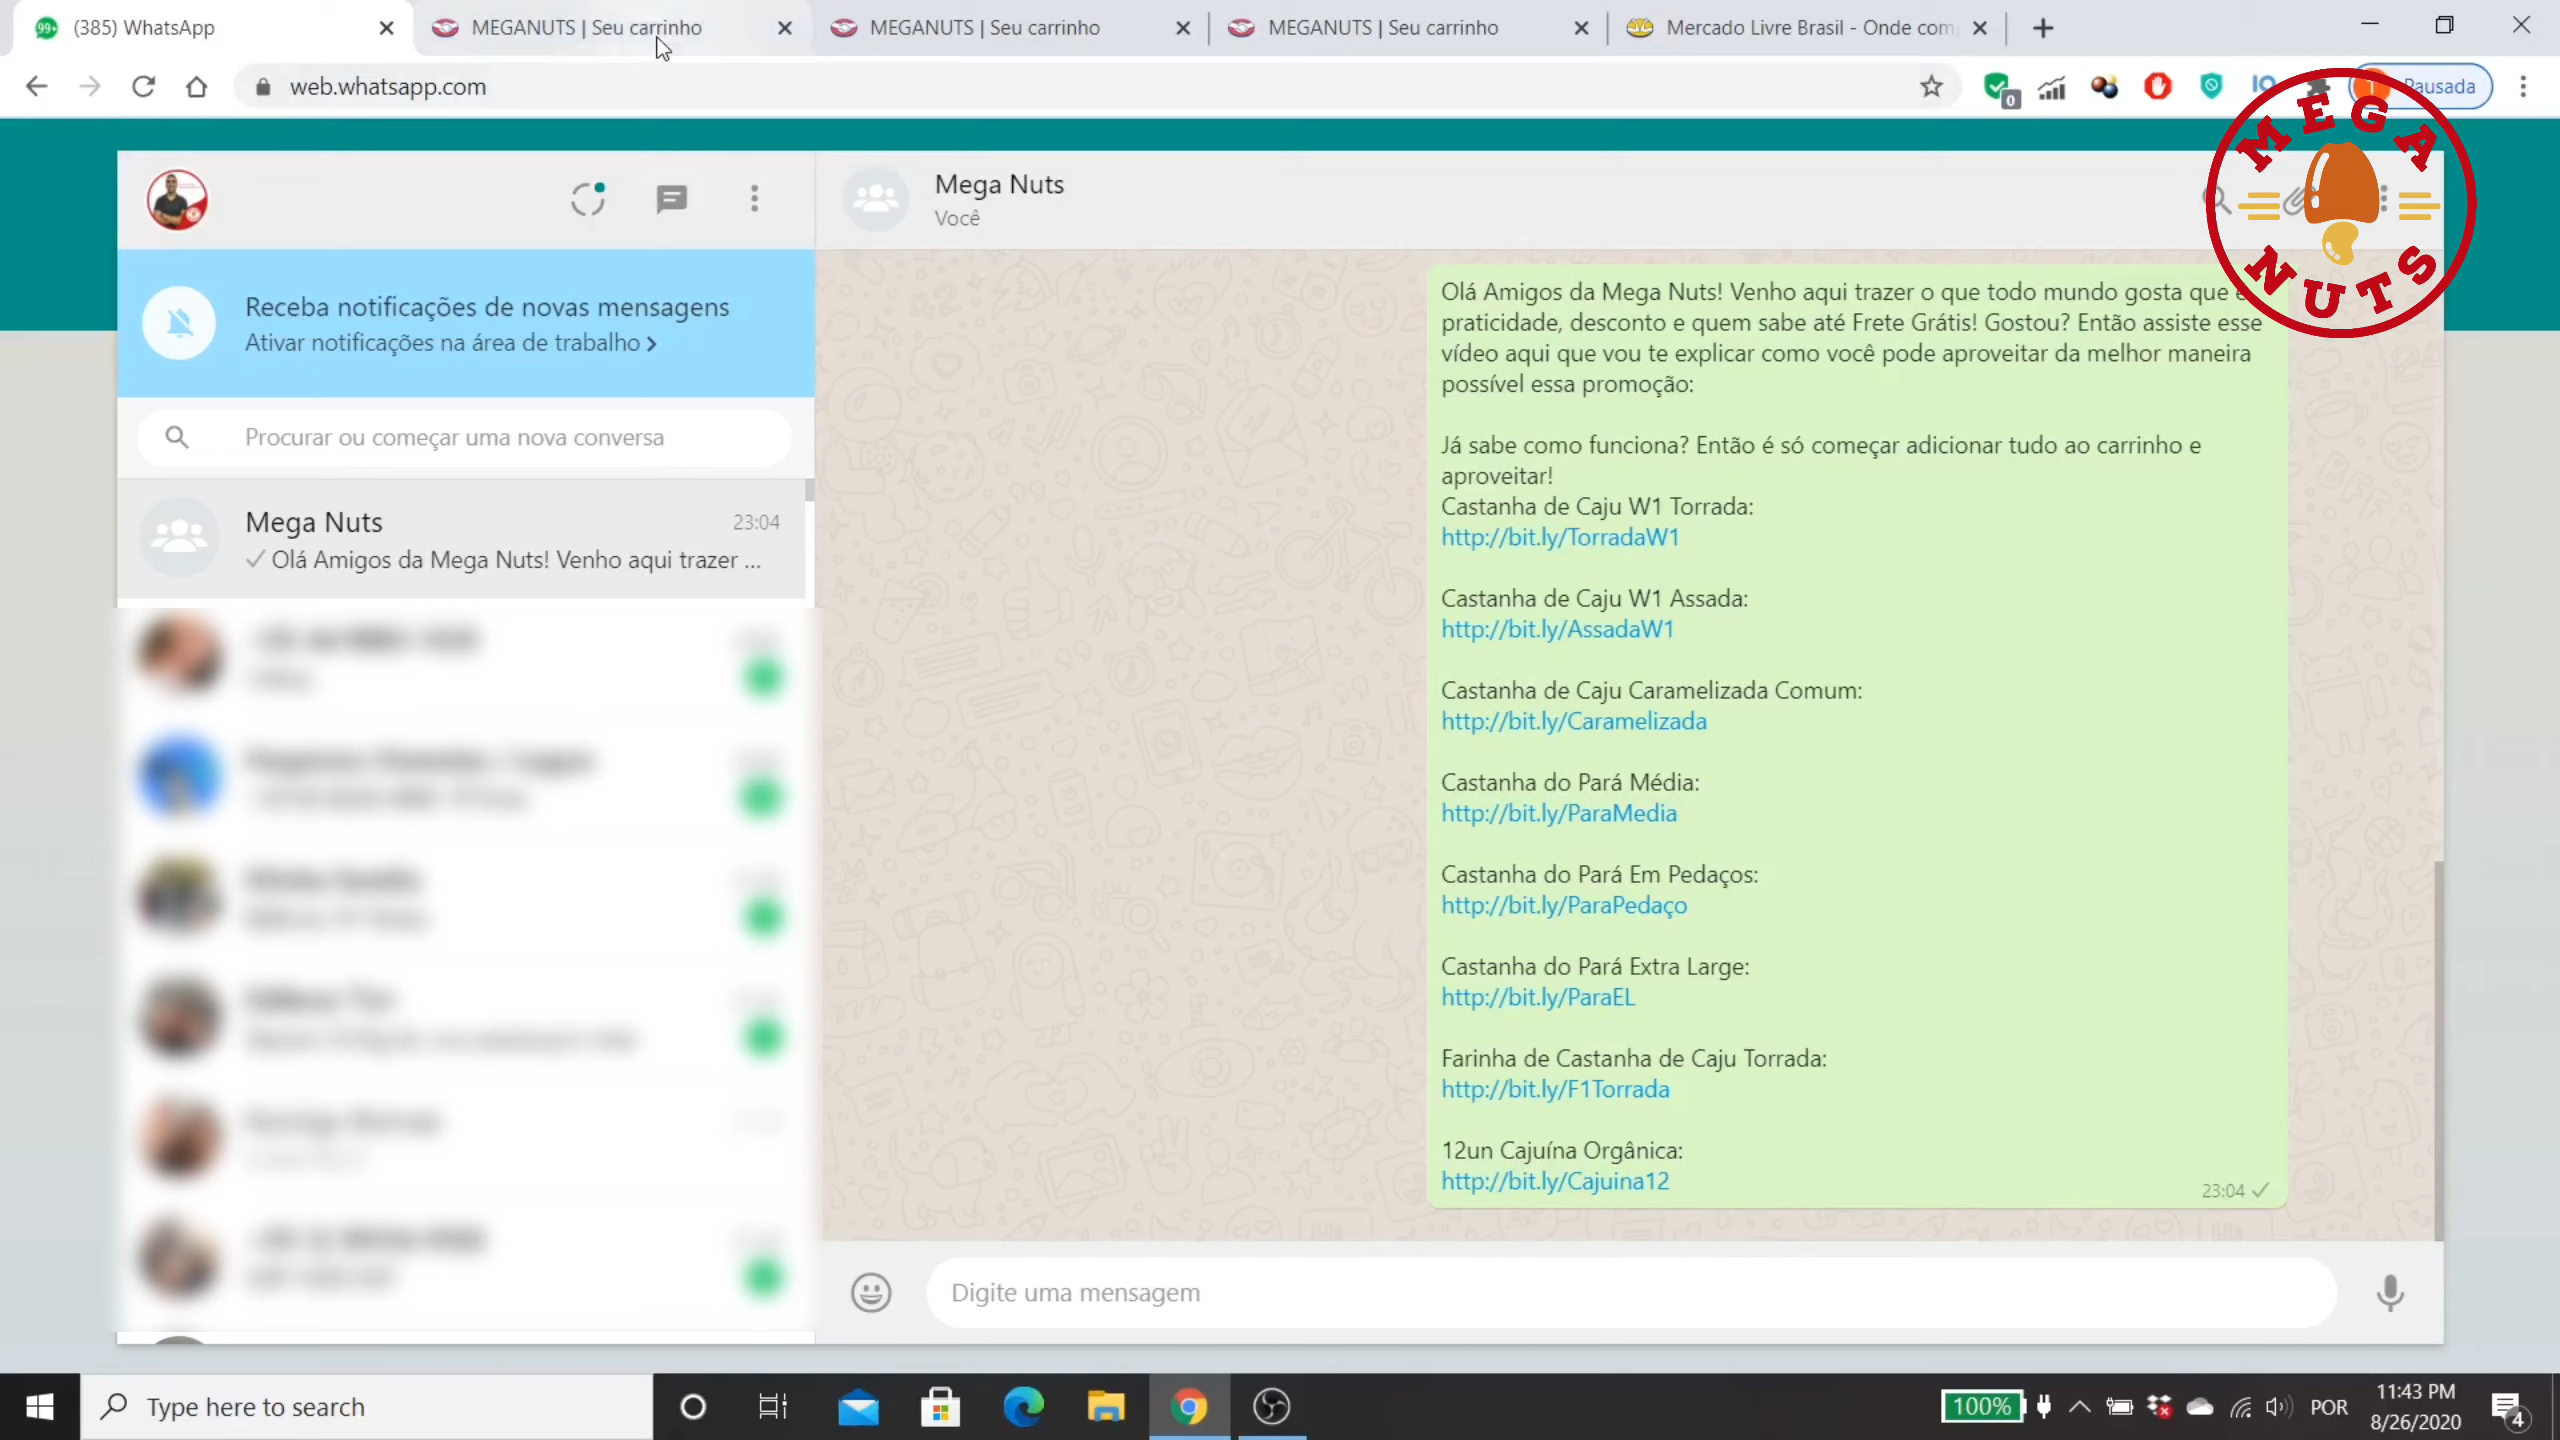 (385) WhatsApp
MEGANUTS | Seu carrinho
MEGANUTS | Seu carrinho
MEGANUTS | Seu carrinho
Mercado Livre Brasil - Onde com
web.whatsapp.com
0
Pausada
MEGA
NUTS
Mega Nuts
Você
Receba notificações de novas mensagens
Ativar notificações na área de trabalho
Procurar ou começar uma nova conversa
Mega Nuts
23:04
Olá Amigos da Mega Nuts! Venho aqui trazer ...
Olá Amigos da Mega Nuts! Venho aqui trazer o que todo mundo gosta que
praticidade, desconto e quem sabe até Frete Grátis! Gostou? Então assiste esse
vídeo aqui que vou te explicar como você pode aproveitar da melhor maneira
possível essa promoção:
Já sabe como funciona? Então é só começar adicionar tudo ao carrinho e
aproveitar!
Castanha de Caju W1 Torrada:
http://bit.ly/TorradaW1
Castanha de Caju W1 Assada:
http://bit.ly/AssadaW1
Castanha de Caju Caramelizada Comum:
http://bit.ly/Caramelizada
Castanha do Pará Média:
http://bit.ly/ParaMedia
Castanha do Pará Em Pedaços:
http://bit.ly/ParaPedaço
Castanha do Pará Extra Large:
http://bit.ly/ParaEL
Farinha de Castanha de Caju Torrada:
http://bit.ly/F1Torrada
12un Cajuína Orgânica:
http://bit.ly/Cajuina12
23:04
Digite uma mensagem
Type here to search
100%
POR
11:43 PM
8/26/2020
4